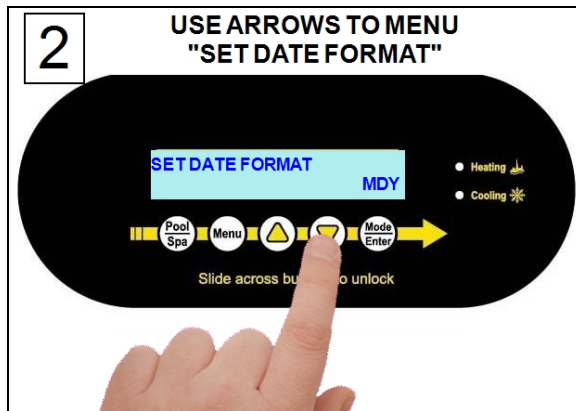 2
USE ARROWS TO MENU
"SET DATE FORMAT"
SET DATE FORMAT
MDY
Heating
Cooling
Pool
Spa
Menu
Mode
Enter
Slide across bu o unlock